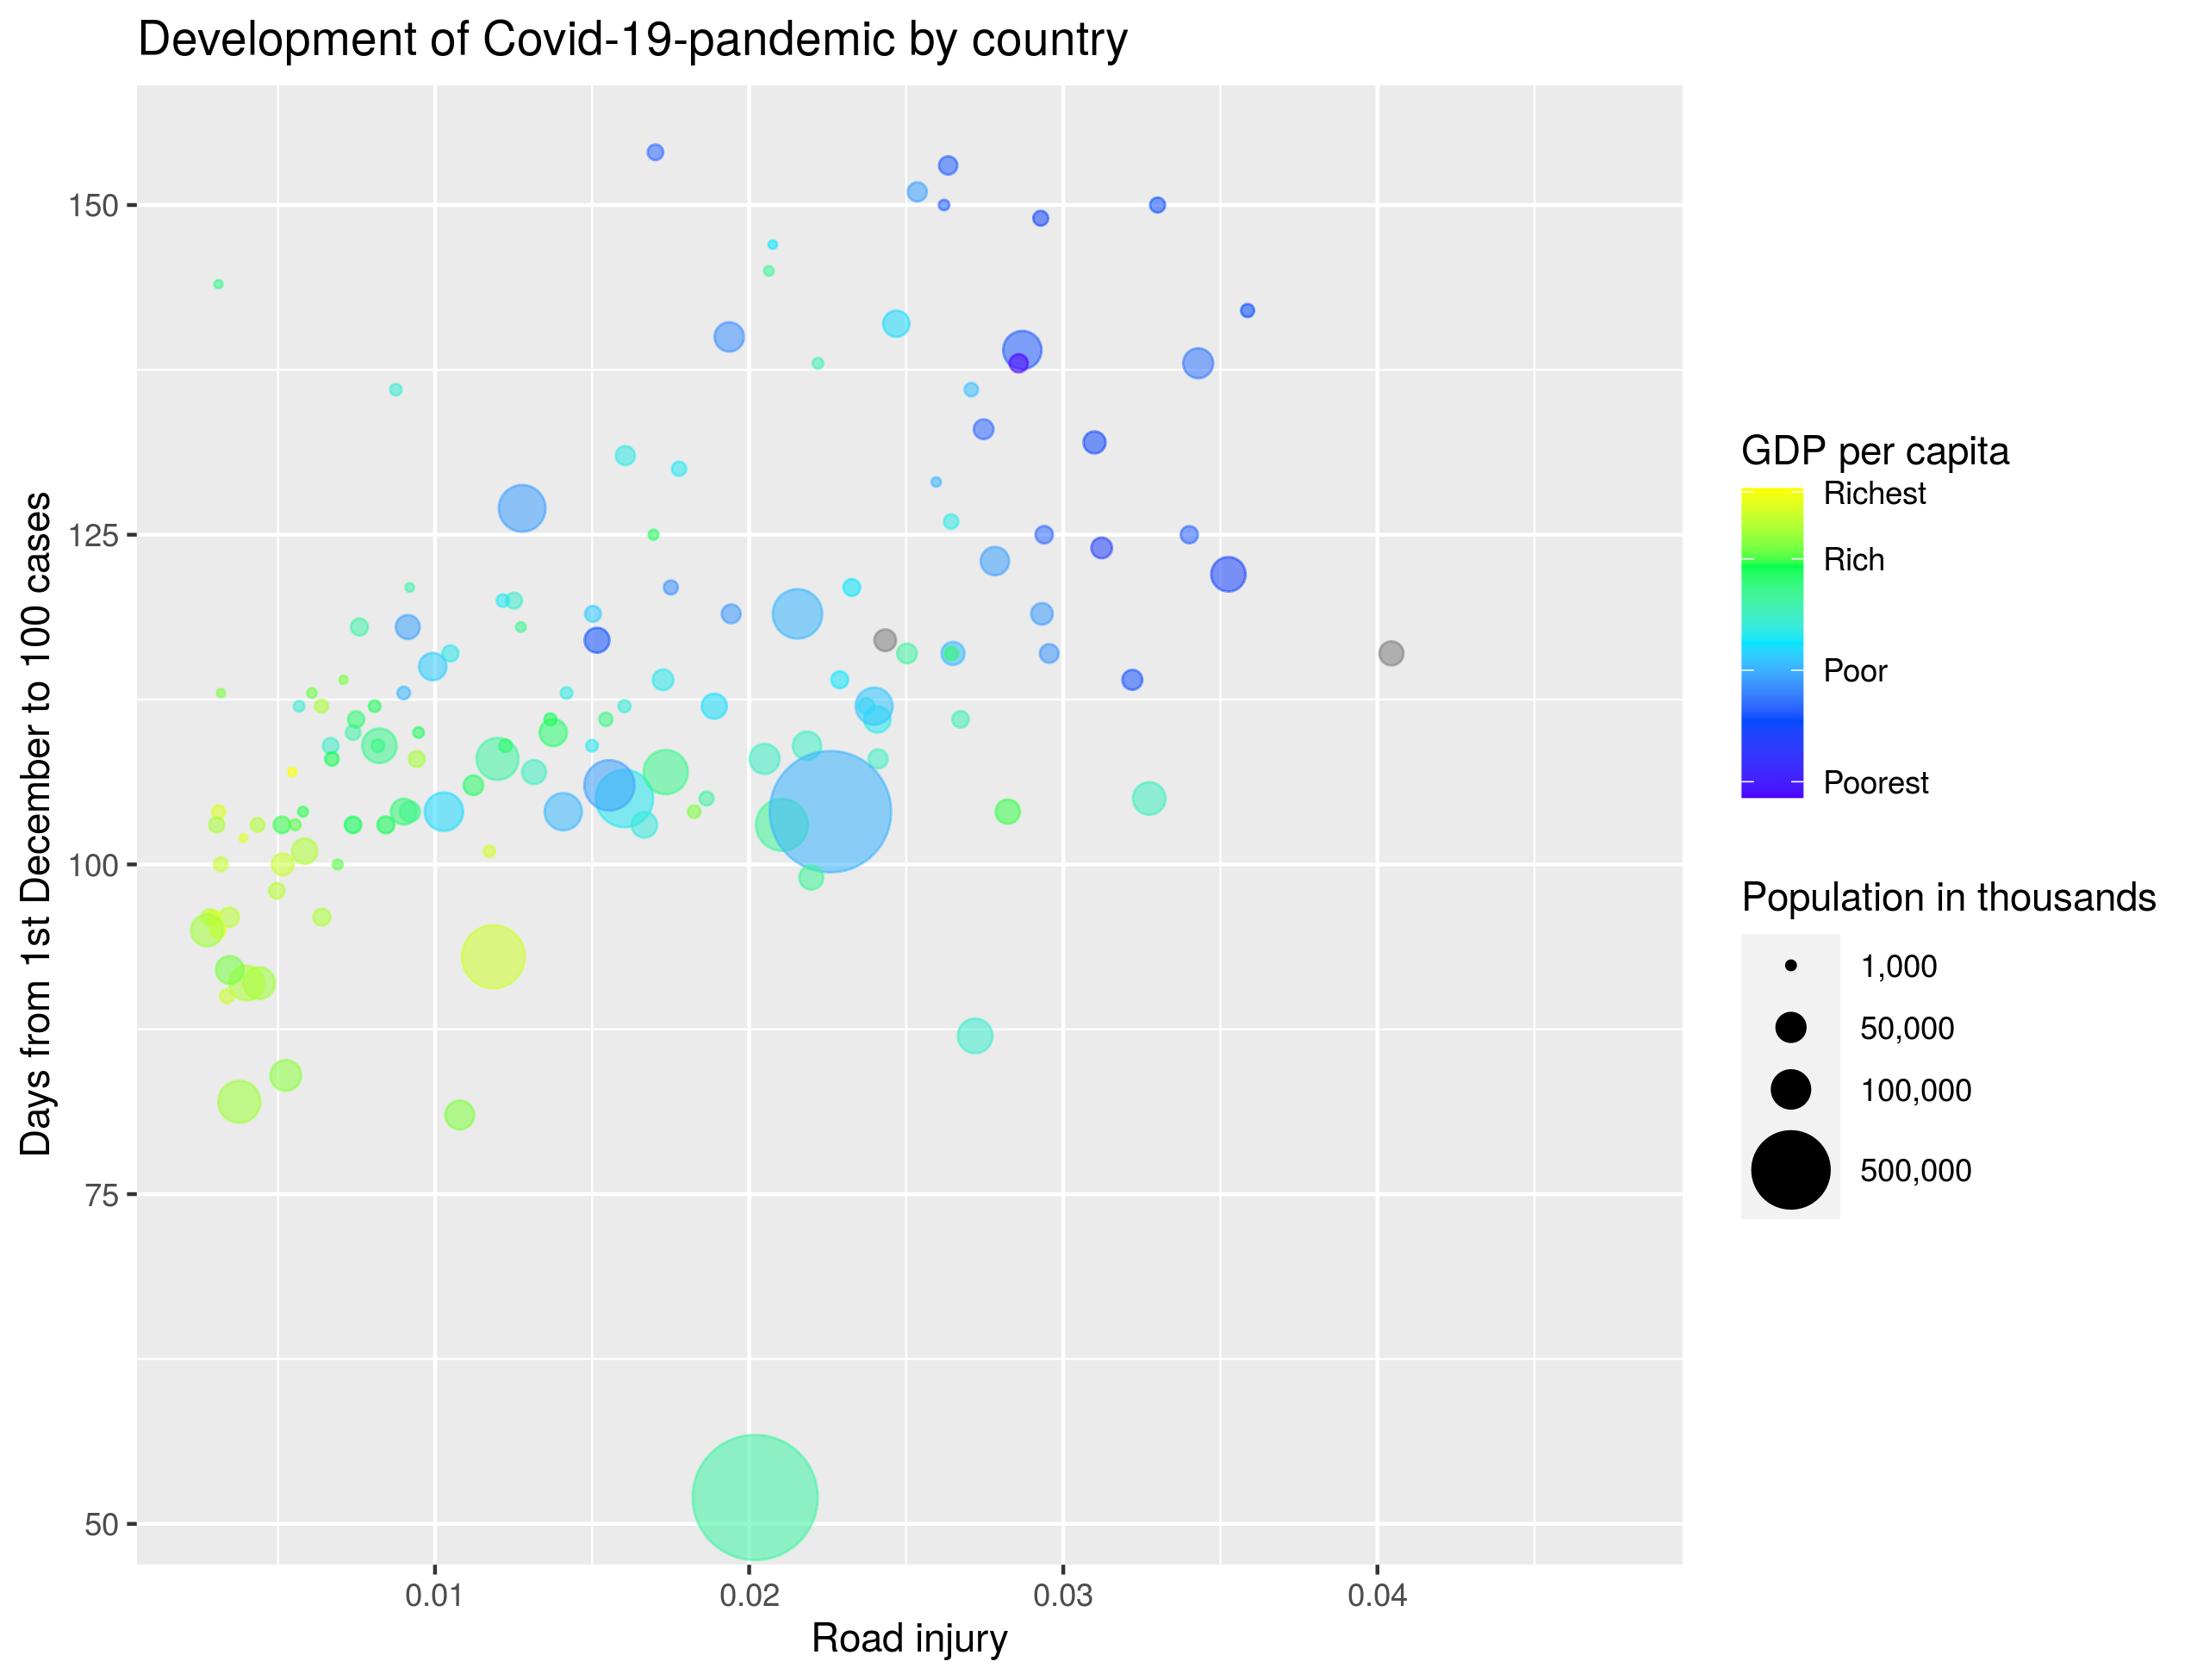 Development of Covid-19-pandemic by country
Days from 1st December to 100 cases
150
125
100
75
50
0.01
0.02
0.03
0.04
Road injury
GDP per capita
Richest
Rich
Poor
Poorest
Population in thousands
1,000
50,000
100,000
500,000